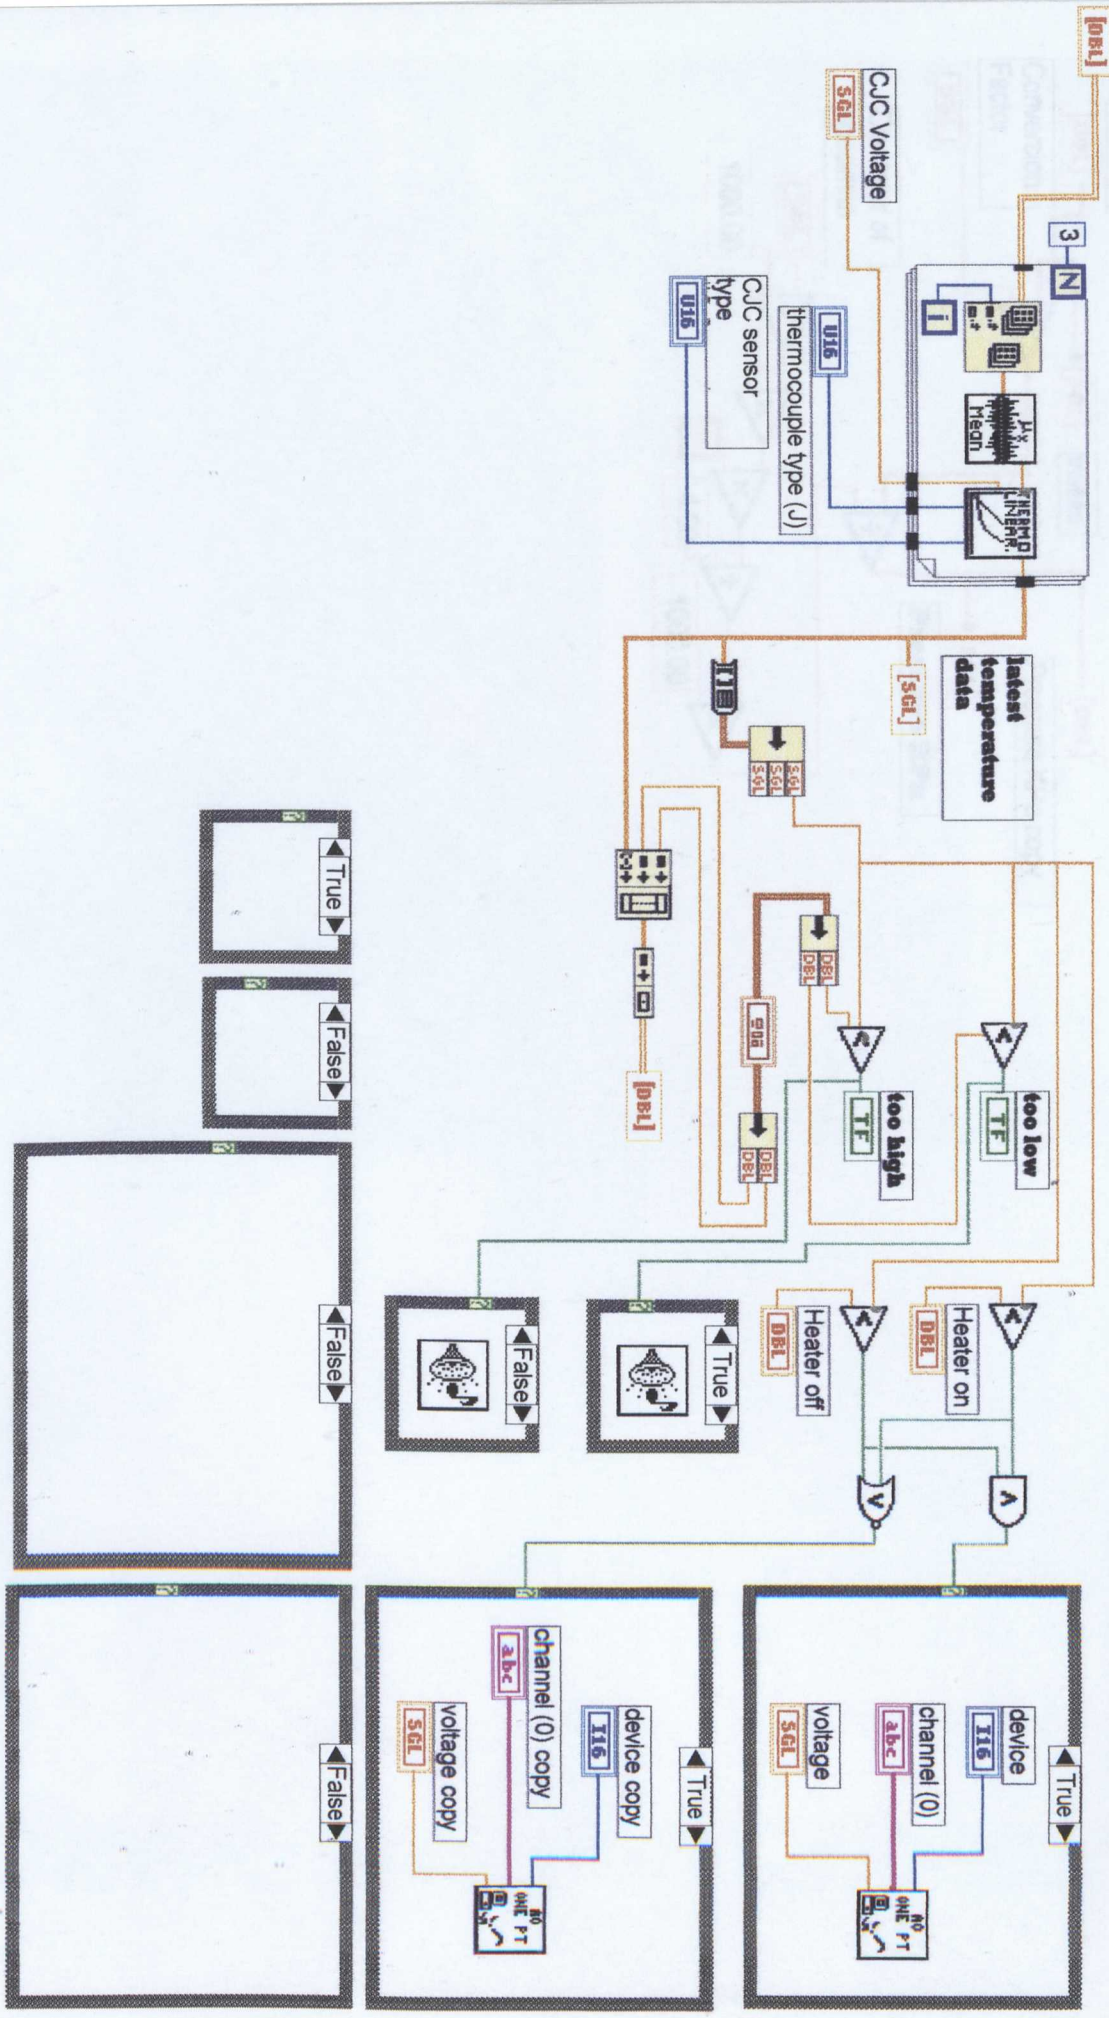 [DBL]
CJC Voltage
SGL
3
N
i
μx
Mean
THERMO
LINEAR.
U16
thermocouple type (J)
CJC sensor
type
U16
latest
temperature
data
[SGL]
SGL
SGL
SGL
DBL
DBL
DBL
DBL
[DBL]
too low
TF
too high
TF
Heater on
DBL
Heater off
DBL
True
False
True
device
I16
channel (0)
abc
voltage
SGL
AO
ONE PT
True
device copy
I16
channel (0) copy
abc
voltage copy
SGL
AO
ONE PT
True
False
False
False